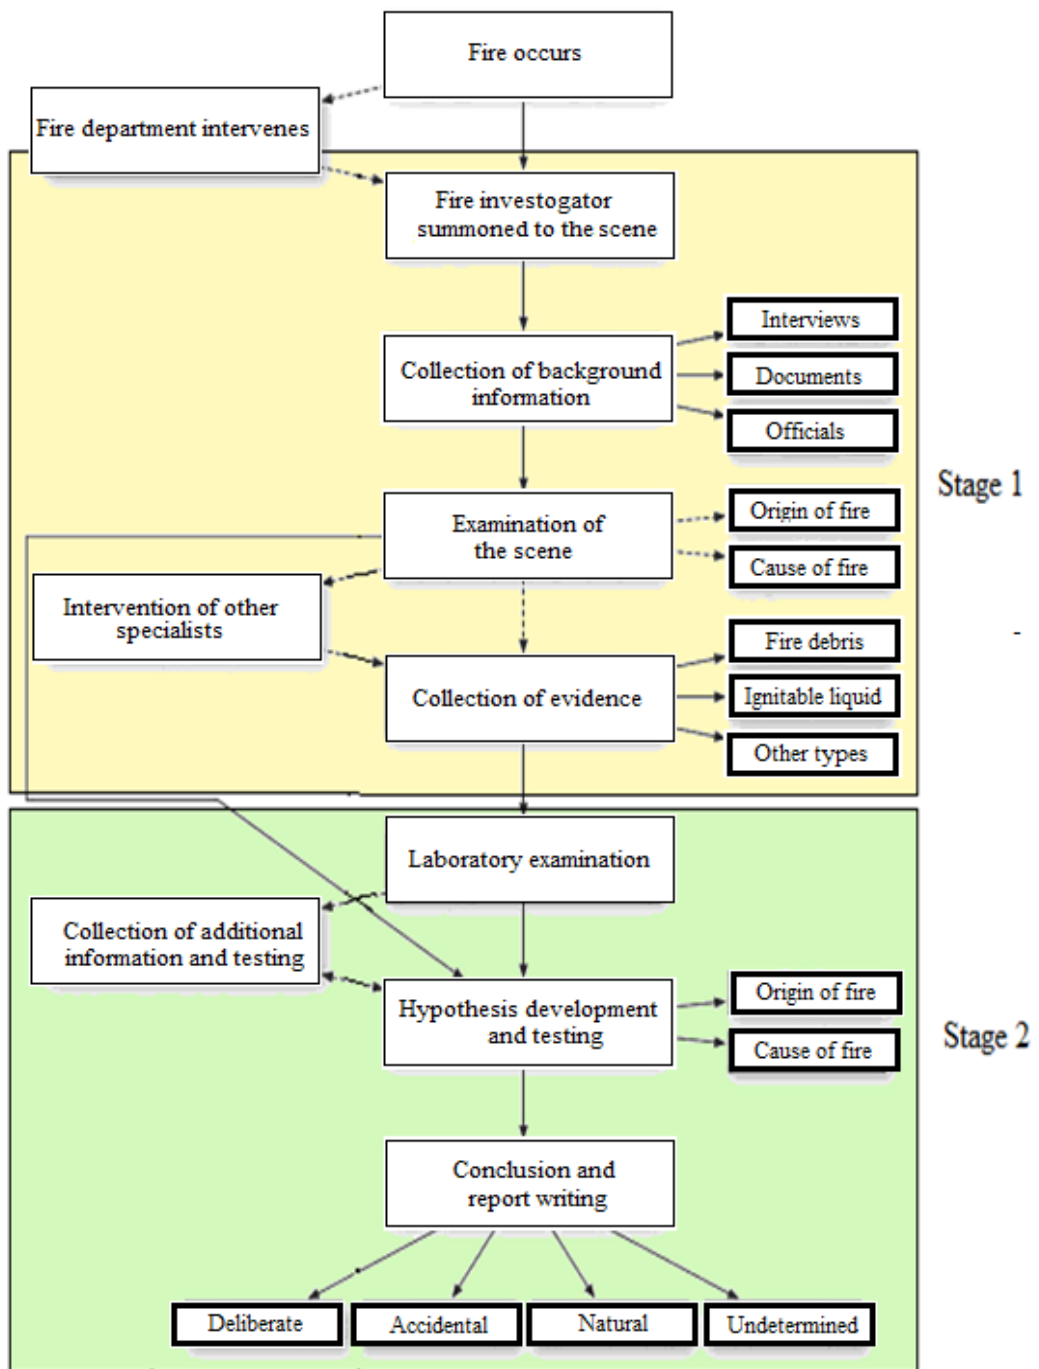 Fire occurs
Fire department intervenes
Fire investogator
summoned to the scene
Collection of background
information
Interviews
Documents
Officials
Stage 1
Examination of
the scene
Origin of fire
Cause of fire
Intervention of other
specialists
Collection of evidence
Fire debris
Ignitable liquid
Other types
-
Laboratory examination
Collection of additional
information and testing
Hypothesis development
and testing
Origin of fire
Cause of fire
Stage 2
Conclusion and
report writing
Deliberate
Accidental
Natural
Undetermined